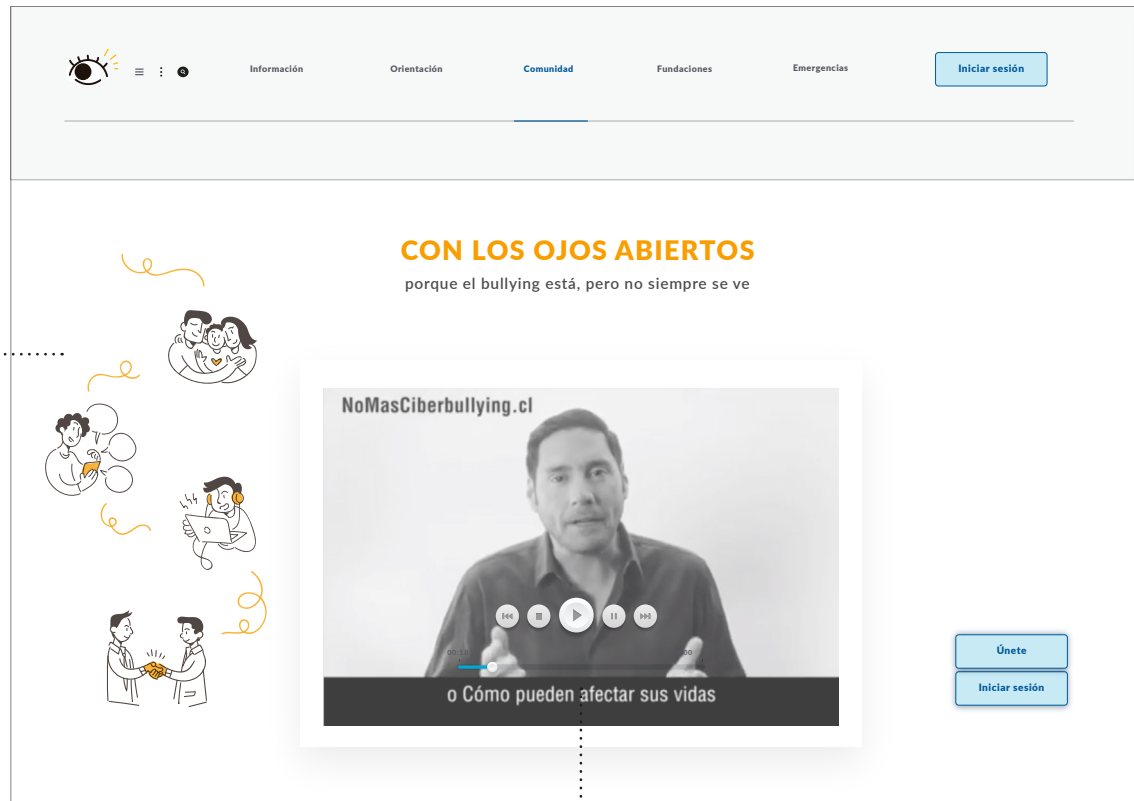 Información
Orientación
Comunidad
Fundaciones
Emergencias
Iniciar sesión
CON LOS OJOS ABIERTOS
porque el bullying está, pero no siempre se ve
NoMasCiberbullying.cl
o Cómo pueden afectar sus vidas
Únete
Iniciar sesión